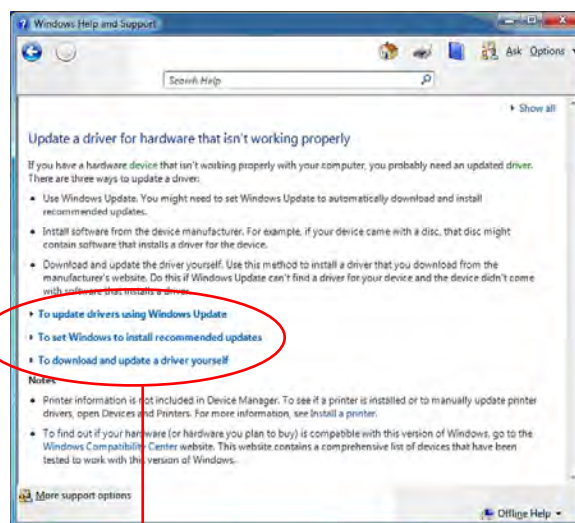 Windows Help and Support
Ask Options
Search Help
Show all
Update a driver for hardware that isn't working properly
If you have a hardware device that isn't working properly with your computer, you probably need an updated driver.
There are three ways to update a driver:
• Use Windows Update. You might need to set Windows Update to automatically download and install
recommended updates.
• Install software from the device manufacturer. For example, if your device came with a disc, that disc might
contain software that installs a driver for the device.
• Download and update the driver yourself. Use this method to install a driver that you download from the
manufacturer's website. Do this if Windows Update can't find a driver for your device and the device didn't come
with software that installs a driver.
To update drivers using Windows Update
To set Windows to install recommended updates
To download and update a driver yourself
Notes
• Printer information is not included in Device Manager. To see if a printer is installed or to manually update printer
drivers, open Devices and Printers. For more information, see Install a printer.
• To find out if your hardware (or hardware you plan to buy) is compatible with this version of Windows, go to the
Windows Compatibility Center website. This website contains a comprehensive list of devices that have been
tested to work with this version of Windows.
More support options
Offline Help